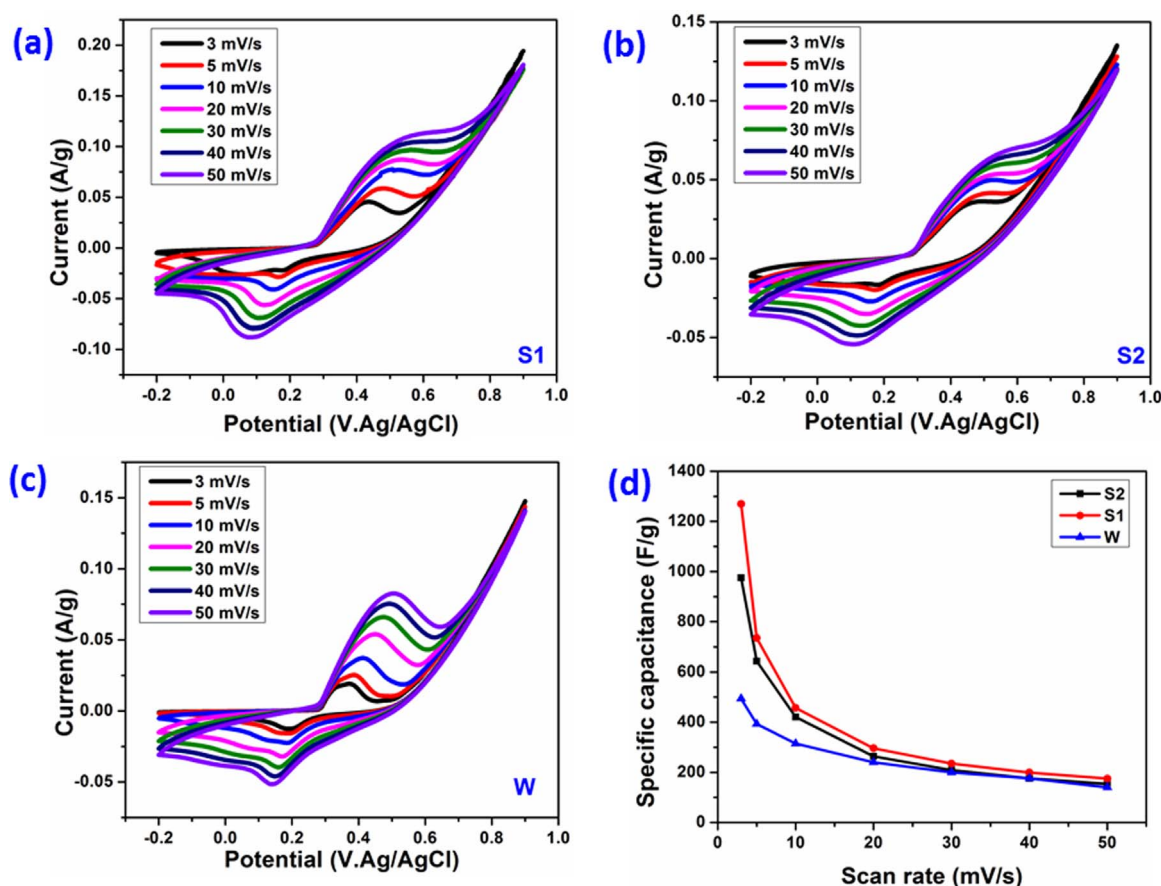 (a)
3 mV/s
5 mV/s
10 mV/s
20 mV/s
30 mV/s
40 mV/s
50 mV/s
Current (A/g)
0.20
0.15
0.10
0.05
0.00
-0.05
-0.10
-0.2 0.0 0.2 0.4 0.6 0.8 1.0
Potential (V.Ag/AgCl)
S1
(b)
3 mV/s
5 mV/s
10 mV/s
20 mV/s
30 mV/s
40 mV/s
50 mV/s
Current (A/g)
0.15
0.10
0.05
0.00
-0.05
-0.2 0.0 0.2 0.4 0.6 0.8 1.0
Potential (V.Ag/AgCl)
S2
(c)
3 mV/s
5 mV/s
10 mV/s
20 mV/s
30 mV/s
40 mV/s
50 mV/s
Current (A/g)
0.15
0.10
0.05
0.00
-0.05
-0.2 0.0 0.2 0.4 0.6 0.8 1.0
Potential (V.Ag/AgCl)
W
(d)
S2
S1
W
Specific capacitance (F/g)
1400
1200
1000
800
600
400
200
0
0 10 20 30 40 50
Scan rate (mV/s)